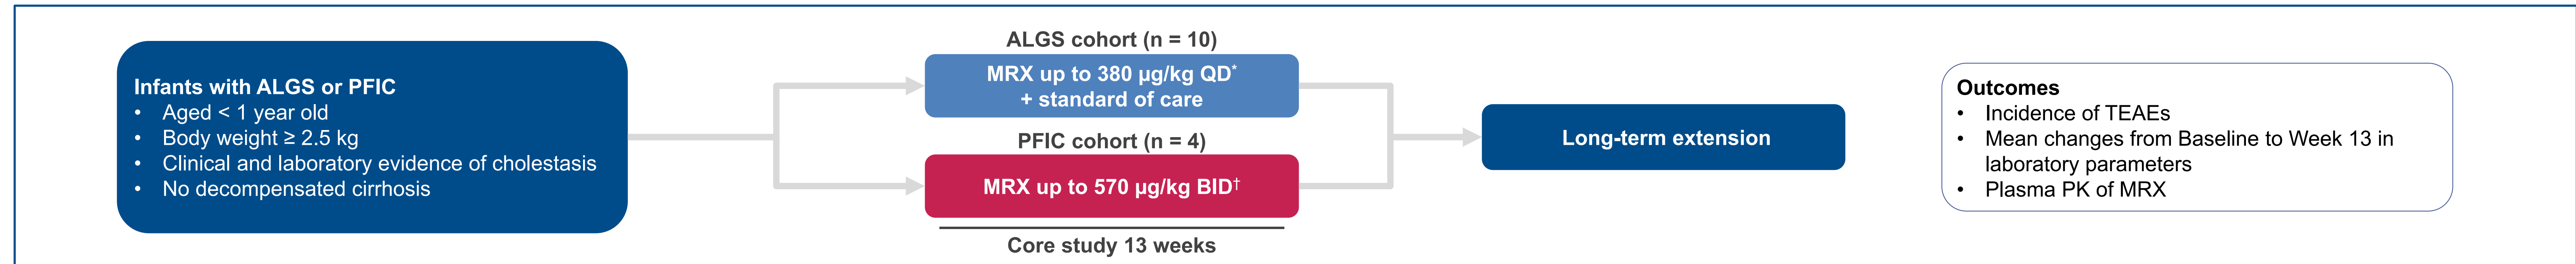 Infants with ALGS or PFIC
• Aged < 1 year old
• Body weight ≥ 2.5 kg
• Clinical and laboratory evidence of cholestasis
• No decompensated cirrhosis
ALGS cohort (n = 10)
MRX up to 380 µg/kg QD*
+ standard of care
PFIC cohort (n = 4)
MRX up to 570 µg/kg BID†
Core study 13 weeks
Long-term extension
Outcomes
• Incidence of TEAEs
• Mean changes from Baseline to Week 13 in
laboratory parameters
• Plasma PK of MRX